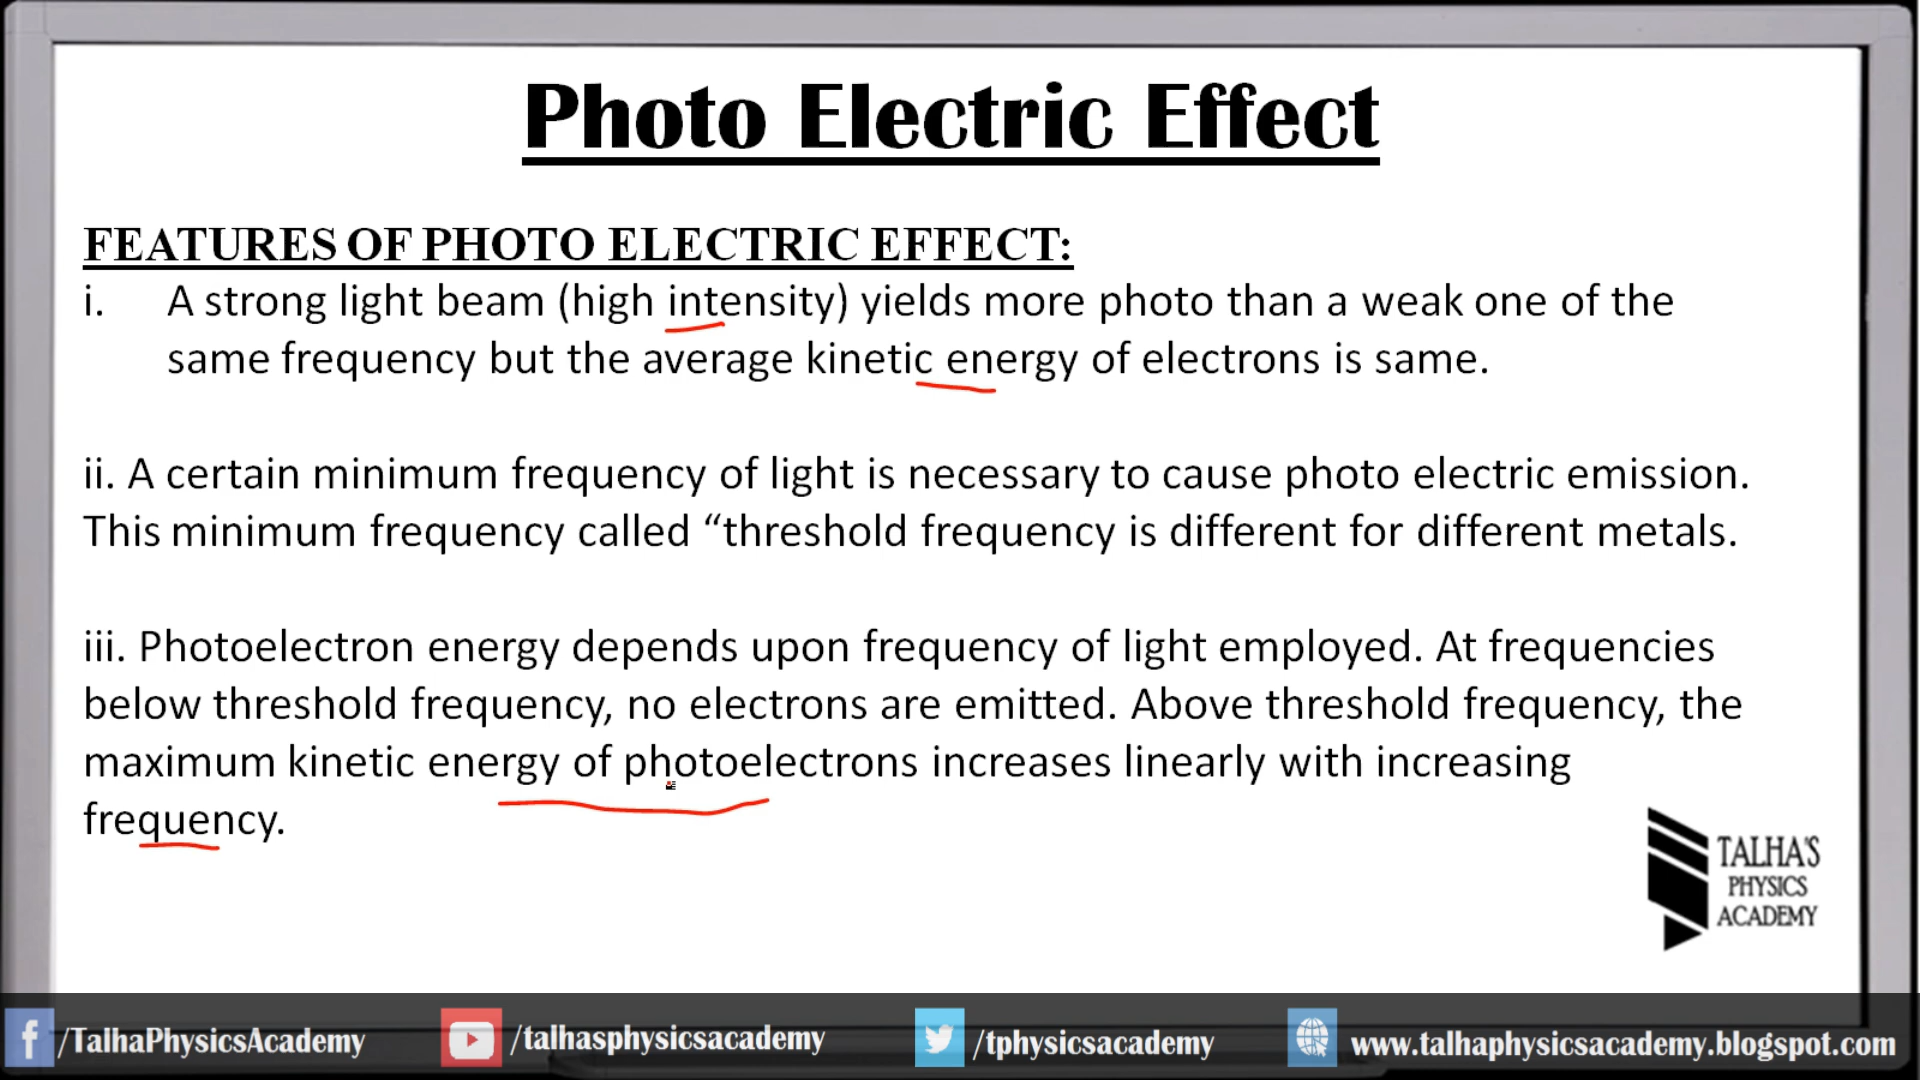 Photo Electric Effect
FEATURES OF PHOTO ELECTRIC EFFECT:
i. A strong light beam (high intensity) yields more photo than a weak one of the
same frequency but the average kinetic energy of electrons is same.
ii. A certain minimum frequency of light is necessary to cause photo electric emission.
This minimum frequency called “threshold frequency is different for different metals.
iii. Photoelectron energy depends upon frequency of light employed. At frequencies
below threshold frequency, no electrons are emitted. Above threshold frequency, the
maximum kinetic energy of photoelectrons increases linearly with increasing
frequency.
TALHA'S
PHYSICS
ACADEMY
/TalhaPhysicsAcademy
/talhasphysicsacademy
/tphysicsacademy
www.talhaphysicsacademy.blogspot.com